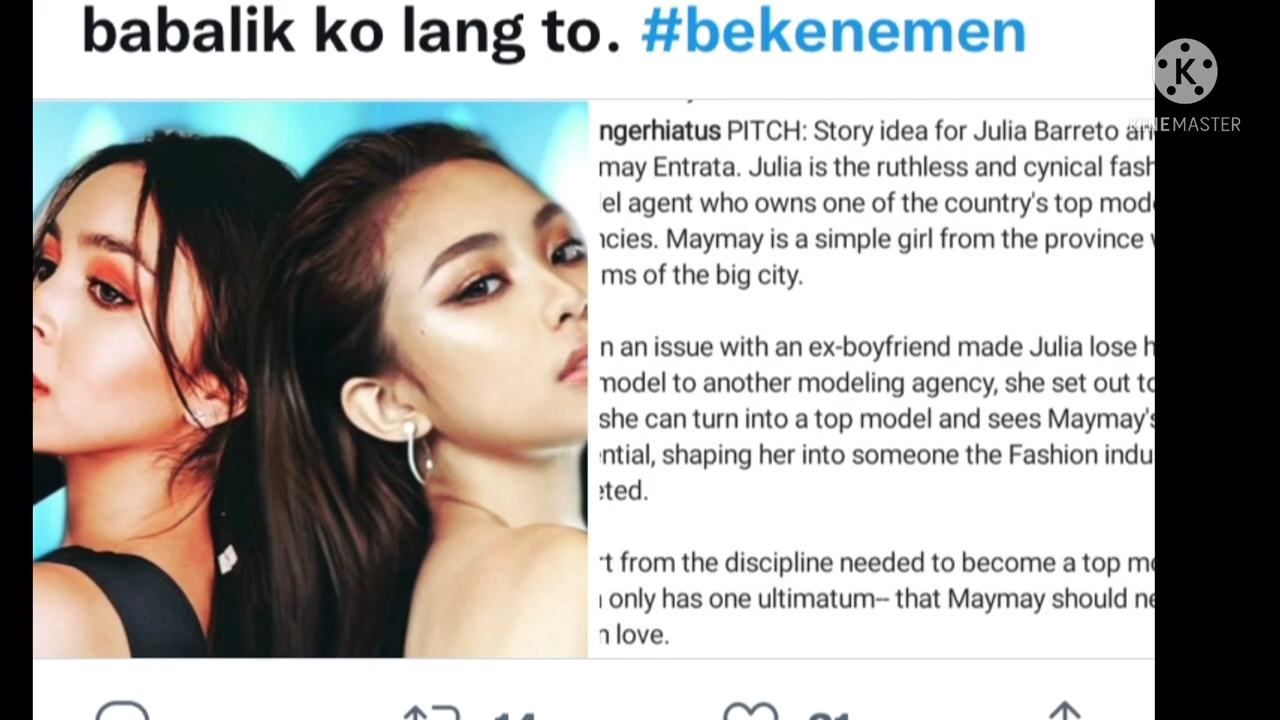 babalik ko lang to. #bekenemen
KINEMASTER
ngerhiatus PITCH: Story idea for Julia Barreto an
may Entrata. Julia is the ruthless and cynical fash
el agent who owns one of the country's top mod
ncies. Maymay is a simple girl from the province
ms of the big city.
n an issue with an ex-boyfriend made Julia lose h
model to another modeling agency, she set out to
she can turn into a top model and sees Maymay's
ential, shaping her into someone the Fashion indu
eted.
rt from the discipline needed to become a top mo
only has one ultimatum-- that Maymay should ne
n love.